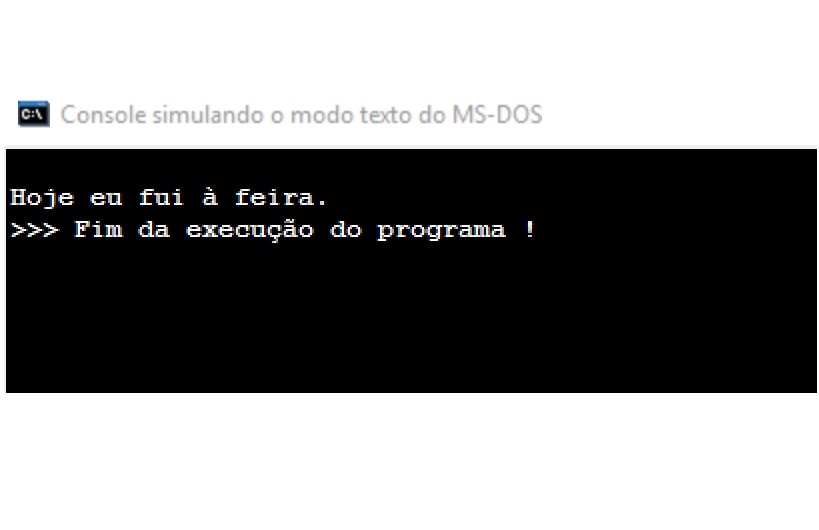 C:\ Console simulando o modo texto do MS-DOS
Hoje eu fui à feira.
>>> Fim da execução do programa !